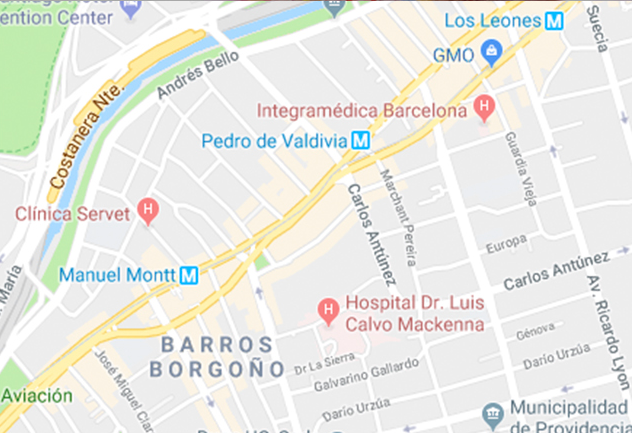 vention Center
Los Leones M
Suecia
GMO
Andrés Bello
Costanera Nte.
Integramédica Barcelona H
Pedro de Valdivia M
Guardia Vieja
Marchant Pereira
Carlos Antúnez
Clínica Servet H
Europa
Carlos Antúnez
Manuel Montt M
. María
Av. Ricardo Lyon
H Hospital Dr. Luis
Calvo Mackenna
Génova
BARROS
BORGOÑO
Dr La Sierra
Darío Urzúa
Galvarino Gallardo
José Miguel Clar
Aviación
Darío Urzúa
Municipalidad
de Providencia